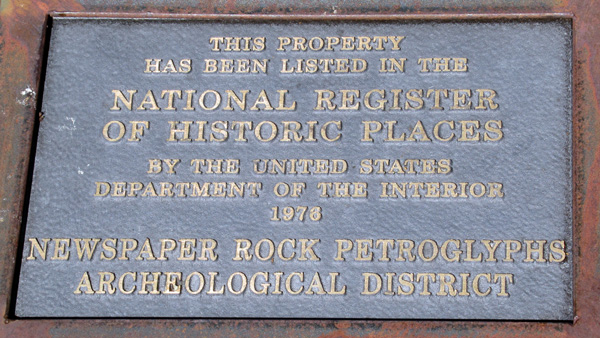 THIS PROPERTY
HAS BEEN LISTED IN THE
NATIONAL REGISTER
OF HISTORIC PLACES
BY THE UNITED STATES
DEPARTMENT OF THE INTERIOR
1976
NEWSPAPER ROCK PETROGLYPHS
ARCHEOLOGICAL DISTRICT